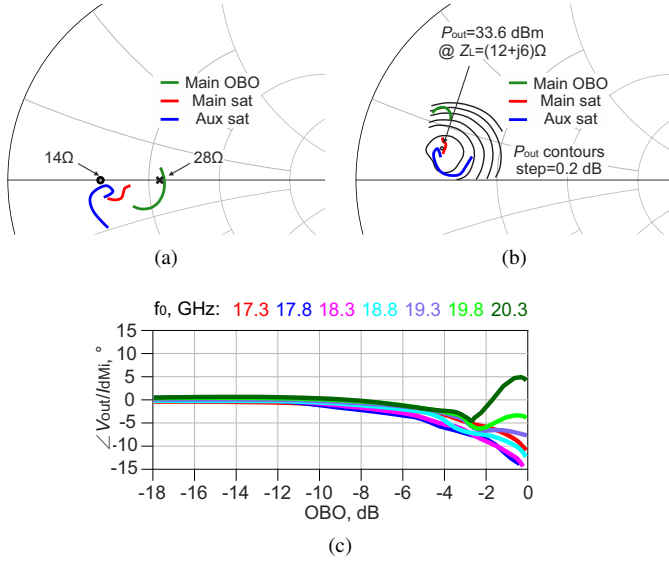 Main OBO
Main sat
Aux sat
14Ω
28Ω
(a)
Pout=33.6 dBm
@ ZL=(12+j6)Ω
Main OBO
Main sat
Aux sat
Pout contours
step=0.2 dB
(b)
f0, GHz: 17.3 17.8 18.3 18.8 19.3 19.8 20.3
∠Vout/IdMi, °
15
10
5
0
-5
-10
-15
-18 -16 -14 -12 -10 -8 -6 -4 -2 0
OBO, dB
(c)